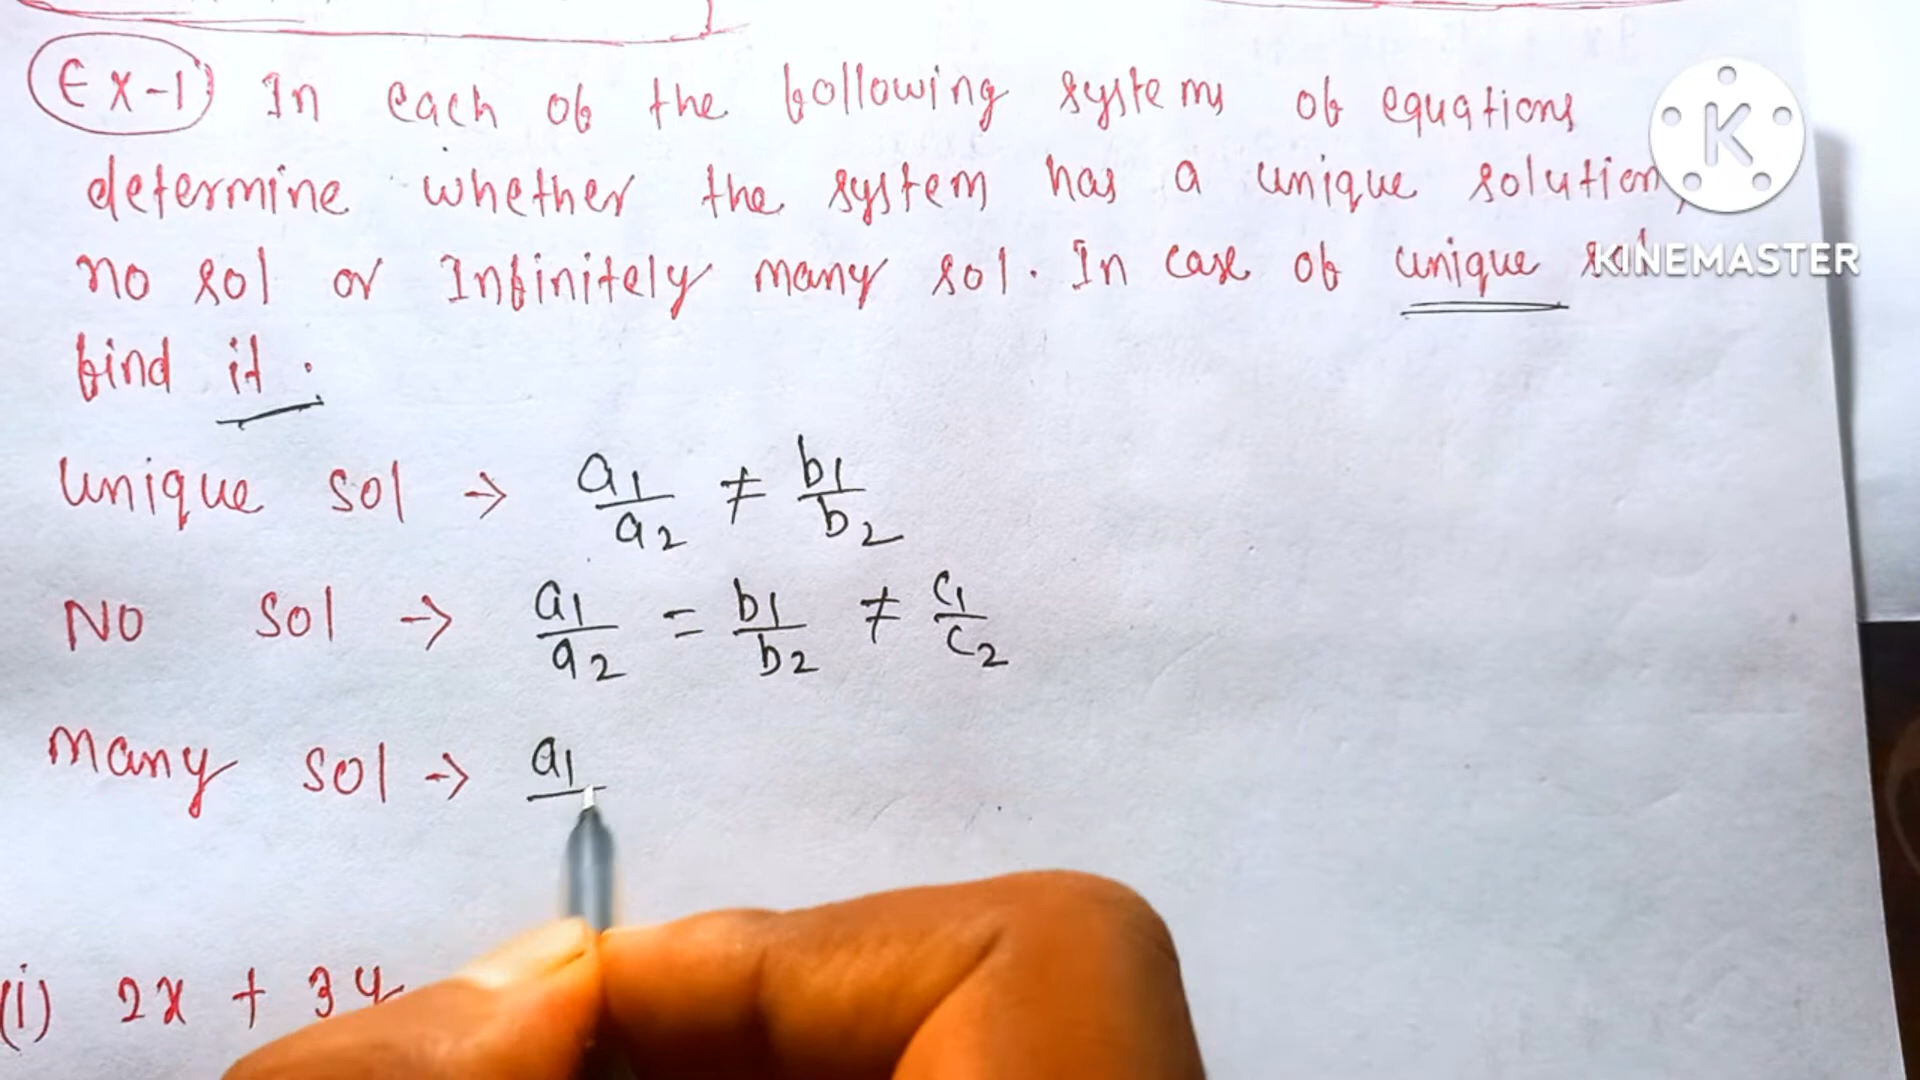 Ex-1 In each of the following systems of equations
determine whether the system has a unique solution,
no sol or Infinitely many sol. In case of unique sol
find it.
Unique sol → a1/a2 ≠ b1/b2
NO sol → a1/a2 = b1/b2 ≠ c1/c2
Many sol → a1
(i) 2x + 3y
K
KINEMASTER